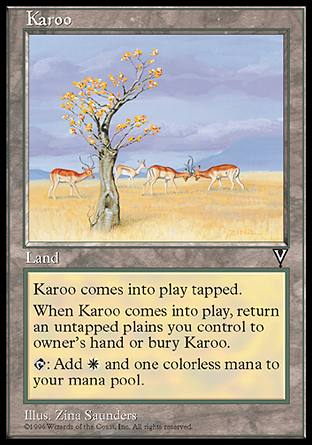 Karoo
Land
Karoo comes into play tapped.
When Karoo comes into play, return
an untapped plains you control to
owner's hand or bury Karoo.
: Add and one colorless mana to
your mana pool.
Illus. Zina Saunders
©1996 Wizards of the Coast, Inc. All rights reserved.